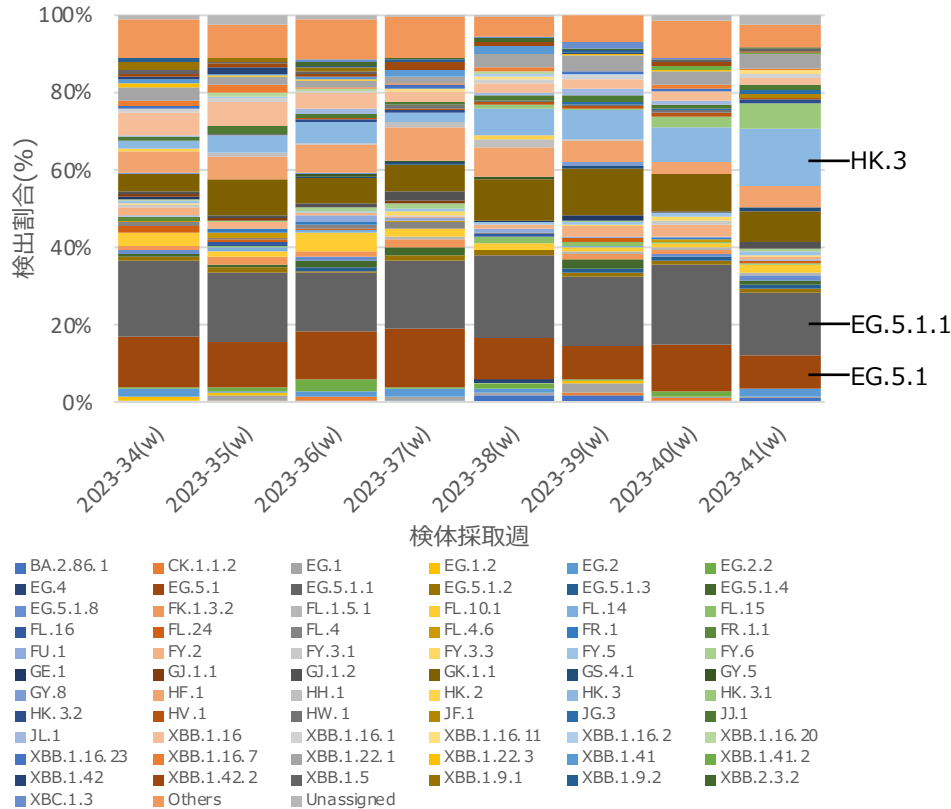 100%
80%
60%
40%
20%
0%
検出割合(%)
HK.3
EG.5.1.1
EG.5.1
2023-34(w)
2023-35(w)
2023-36(w)
2023-37(w)
2023-38(w)
2023-39(w)
2023-40(w)
2023-41(w)
検体採取週
BA.2.86.1 CK.1.1.2 EG.1 EG.1.2 EG.2 EG.2.2
EG.4 EG.5.1 EG.5.1.1 EG.5.1.2 EG.5.1.3 EG.5.1.4
EG.5.1.8 FK.1.3.2 FL.1.5.1 FL.10.1 FL.14 FL.15
FL.16 FL.24 FL.4 FL.4.6 FR.1 FR.1.1
FU.1 FY.2 FY.3.1 FY.3.3 FY.5 FY.6
GE.1 GJ.1.1 GJ.1.2 GK.1.1 GS.4.1 GY.5
GY.8 HF.1 HH.1 HK.2 HK.3 HK.3.1
HK.3.2 HV.1 HW.1 JF.1 JG.3 JJ.1
JL.1 XBB.1.16 XBB.1.16.1 XBB.1.16.11 XBB.1.16.2 XBB.1.16.20
XBB.1.16.23 XBB.1.16.7 XBB.1.22.1 XBB.1.22.3 XBB.1.41 XBB.1.41.2
XBB.1.42 XBB.1.42.2 XBB.1.5 XBB.1.9.1 XBB.1.9.2 XBB.2.3.2
XBC.1.3 Others Unassigned